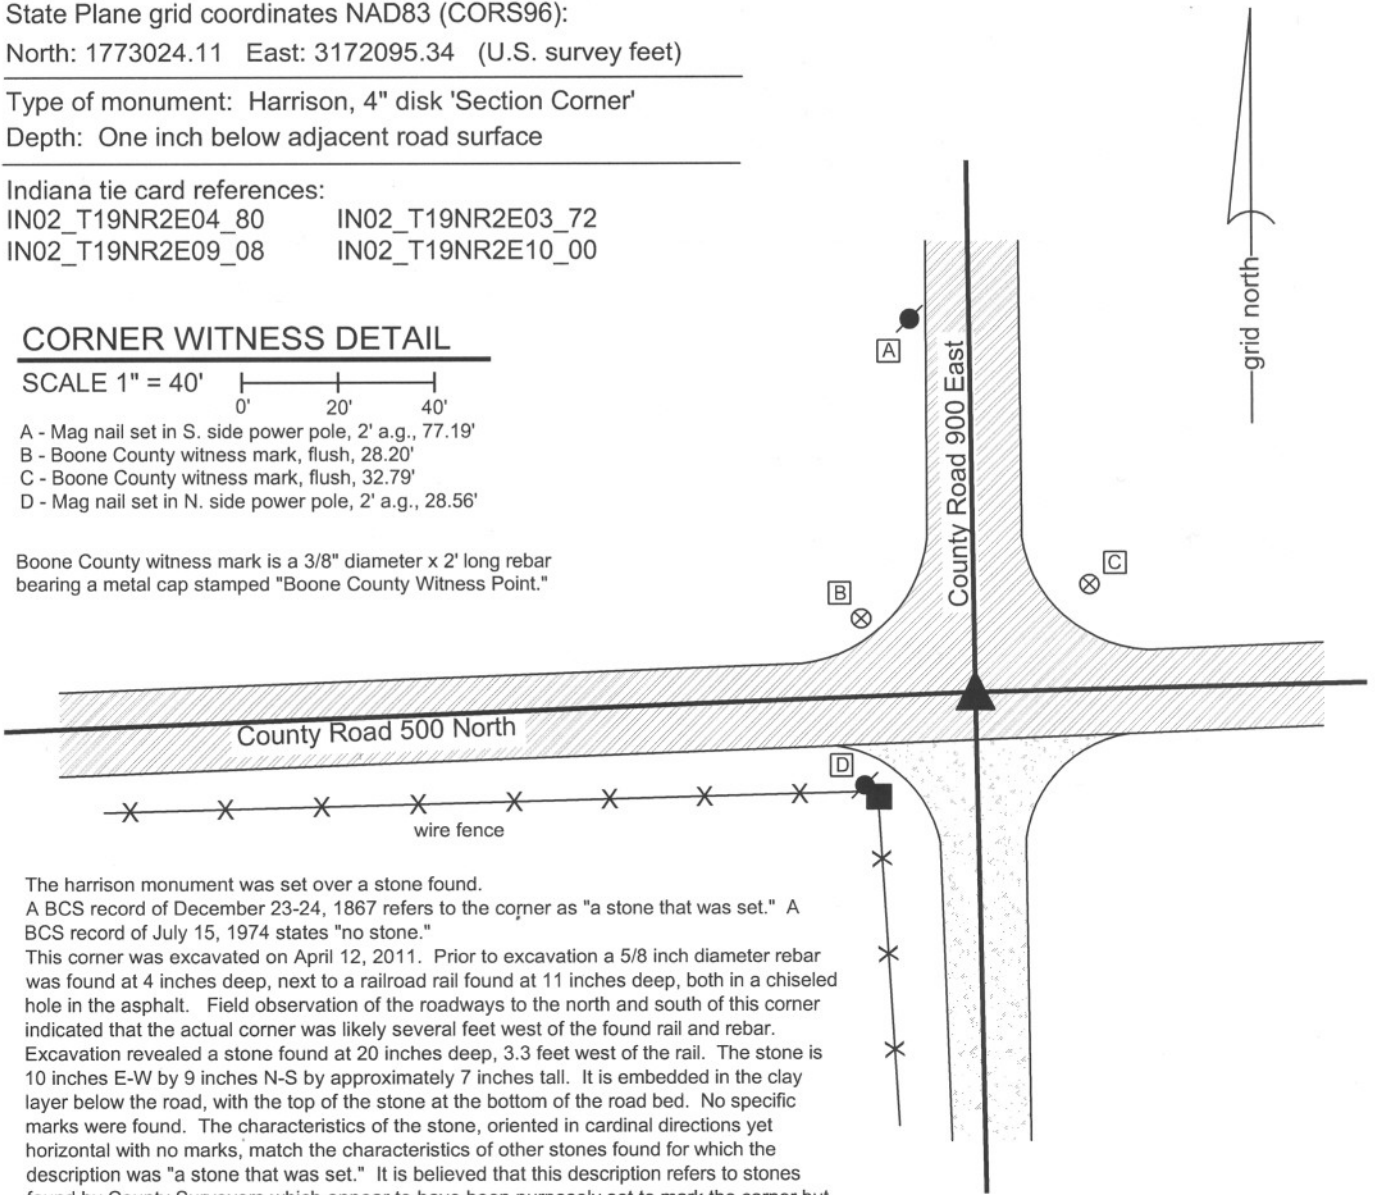 State Plane grid coordinates NAD83 (CORS96):
North: 1773024.11 East: 3172095.34 (U.S. survey feet)
Type of monument: Harrison, 4" disk 'Section Corner'
Depth: One inch below adjacent road surface
Indiana tie card references:
IN02_T19NR2E04_80 IN02_T19NR2E03_72
IN02_T19NR2E09_08 IN02_T19NR2E10_00
CORNER WITNESS DETAIL
SCALE 1" = 40'
0' 20' 40'
A - Mag nail set in S. side power pole, 2' a.g., 77.19'
B - Boone County witness mark, flush, 28.20'
C - Boone County witness mark, flush, 32.79'
D - Mag nail set in N. side power pole, 2' a.g., 28.56'
Boone County witness mark is a 3/8" diameter x 2' long rebar
bearing a metal cap stamped "Boone County Witness Point."
grid north
A
County Road 900 East
B
C
County Road 500 North
D
X X X X X X X X
wire fence
X
X
X
The harrison monument was set over a stone found.
A BCS record of December 23-24, 1867 refers to the corner as "a stone that was set." A
BCS record of July 15, 1974 states "no stone."
This corner was excavated on April 12, 2011. Prior to excavation a 5/8 inch diameter rebar
was found at 4 inches deep, next to a railroad rail found at 11 inches deep, both in a chiseled
hole in the asphalt. Field observation of the roadways to the north and south of this corner
indicated that the actual corner was likely several feet west of the found rail and rebar.
Excavation revealed a stone found at 20 inches deep, 3.3 feet west of the rail. The stone is
10 inches E-W by 9 inches N-S by approximately 7 inches tall. It is embedded in the clay
layer below the road, with the top of the stone at the bottom of the road bed. No specific
marks were found. The characteristics of the stone, oriented in cardinal directions yet
horizontal with no marks, match the characteristics of other stones found for which the
description was "a stone that was set." It is believed that this description refers to stones
found by County Surveyors which appear to have been purposely set to mark the corner but